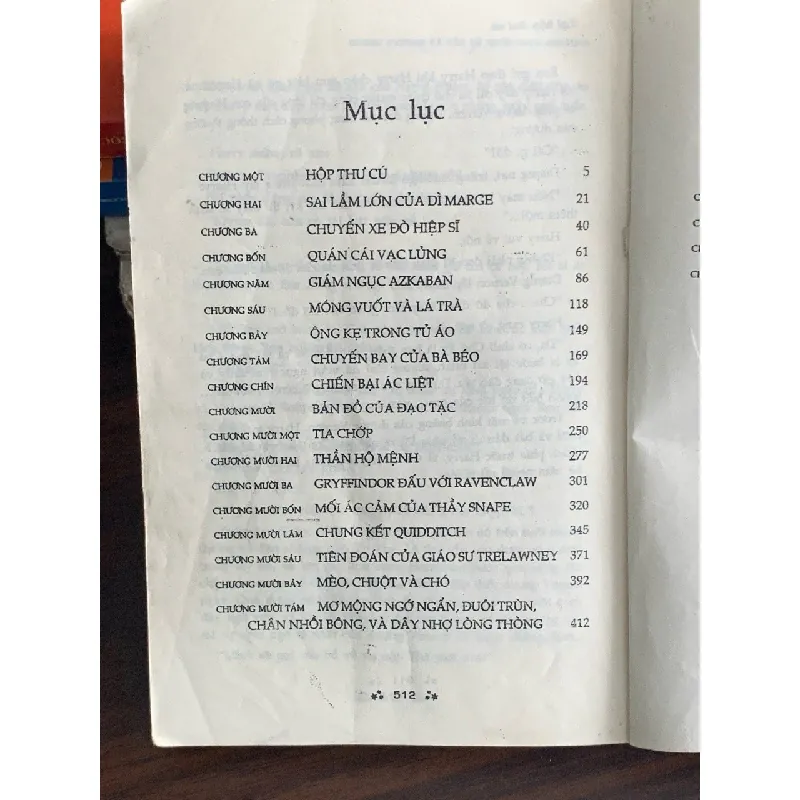 Mục lục
CHƯƠNG MỘT HỘP THƯ CÚ 5
CHƯƠNG HAI SAI LẦM LỚN CỦA DÌ MARGE 21
CHƯƠNG BA CHUYẾN XE ĐÒ HIỆP SĨ 40
CHƯƠNG BỐN QUÁN CÁI VẠC LỦNG 61
CHƯƠNG NĂM GIÁM NGỤC AZKABAN 86
CHƯƠNG SÁU MÓNG VUỐT VÀ LÁ TRÀ 118
CHƯƠNG BẢY ÔNG KẸ TRONG TỦ ÁO 149
CHƯƠNG TÁM CHUYẾN BAY CỦA BÀ BÉO 169
CHƯƠNG CHÍN CHIẾN BẠI ÁC LIỆT 194
CHƯƠNG MƯỜI BẢN ĐỒ CỦA ĐẠO TẶC 218
CHƯƠNG MƯỜI MỘT TIA CHỚP 250
CHƯƠNG MƯỜI HAI THẦN HỘ MỆNH 277
CHƯƠNG MƯỜI BA GRYFFINDOR ĐẤU VỚI RAVENCLAW 301
CHƯƠNG MƯỜI BỐN MỐI ÁC CẢM CỦA THẦY SNAPE 320
CHƯƠNG MƯỜI LĂM CHUNG KẾT QUIDDITCH 345
CHƯƠNG MƯỜI SÁU TIÊN ĐOÁN CỦA GIÁO SƯ TRELAWNEY 371
CHƯƠNG MƯỜI BẢY MÈO, CHUỘT VÀ CHÓ 392
CHƯƠNG MƯỜI TÁM MƠ MỘNG NGỚ NGẨN, ĐUÔI TRÙN,
CHÂN NHỒI BÔNG, VÀ DÂY NHỢ LÒNG THÒNG 412
512